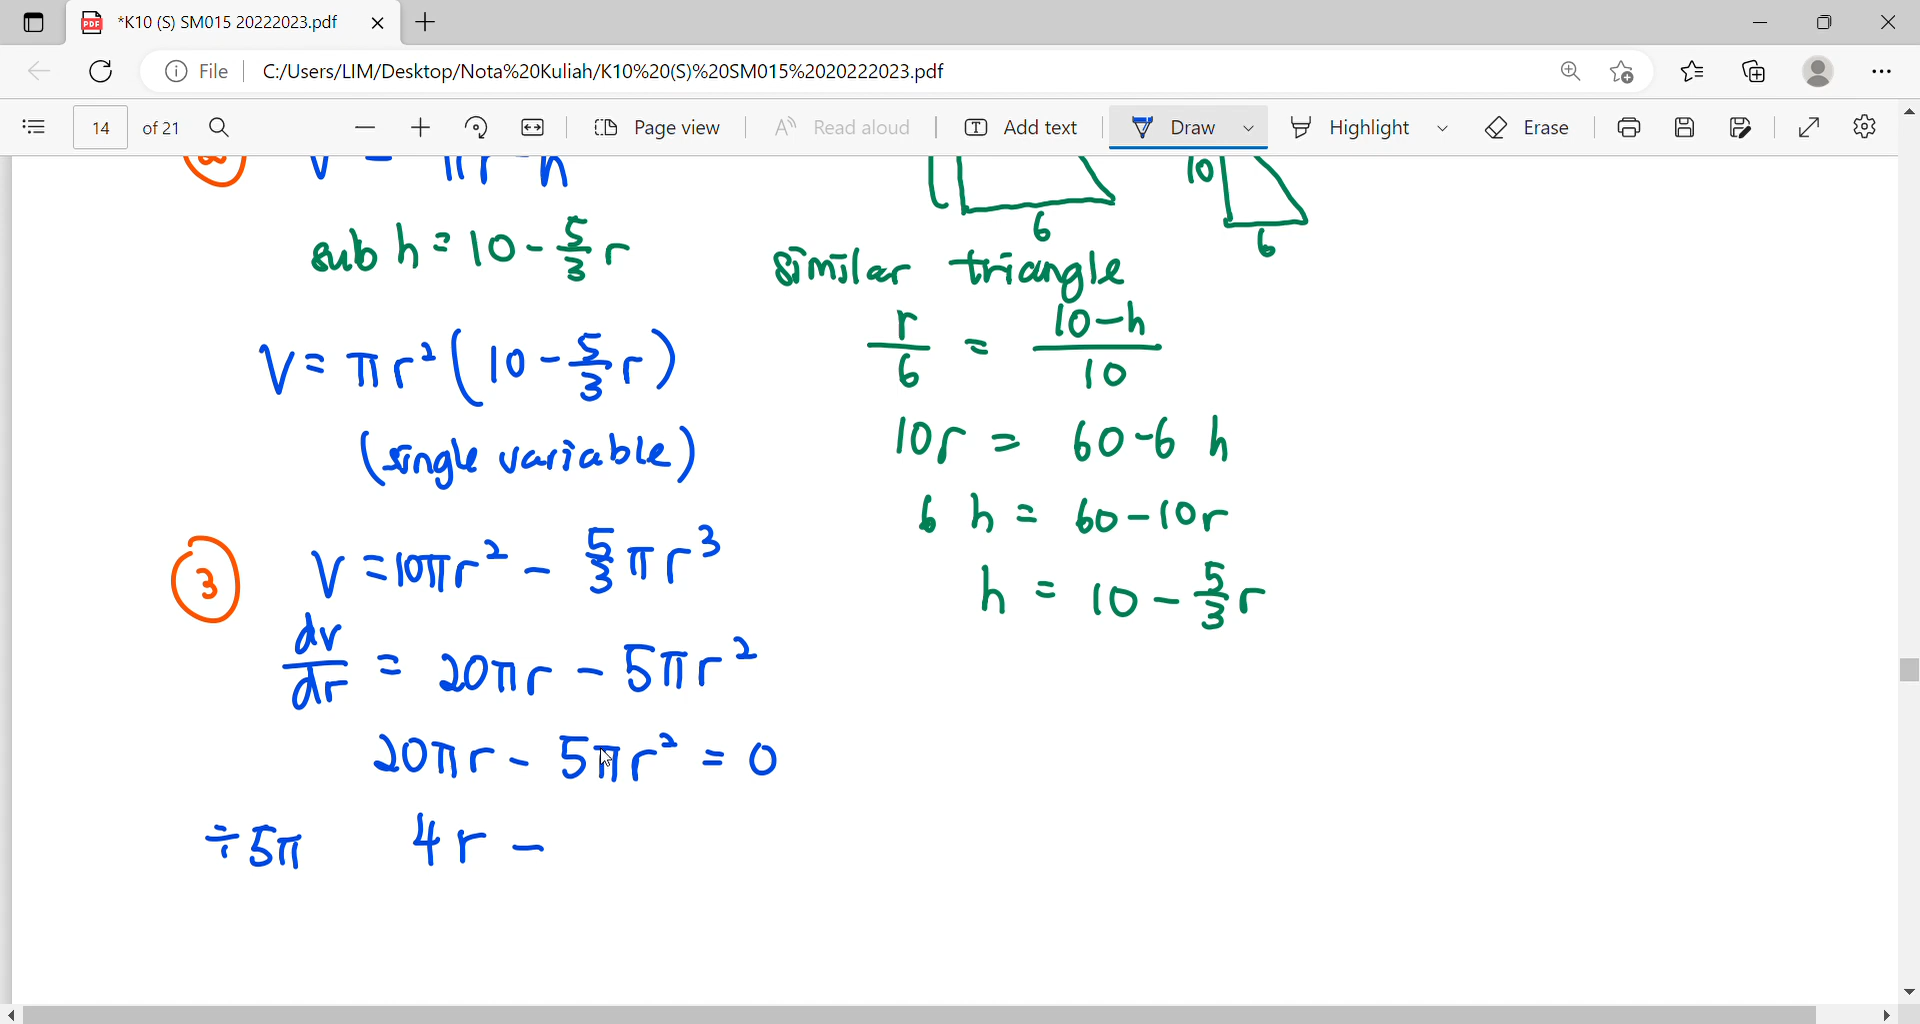 *K10 (S) SM015 20222023.pdf
File
C:/Users/LIM/Desktop/Nota%20Kuliah/K10%20(S)%20SM015%2020222023.pdf
14 of 21
Page view
Read aloud
Add text
Draw
Highlight
Erase
V = πr² h
sub h = 10 - 5/3 r
V = πr² (10 - 5/3 r)
(single variable)
3
V = 10πr² - 5/3 πr³
dv/dr = 20πr - 5πr²
20πr - 5πr² = 0
÷5π 4r -
6
10
6
similar triangle
r/6 = 10-h/10
10r = 60-6 h
6 h = 60-10r
h = 10 - 5/3 r